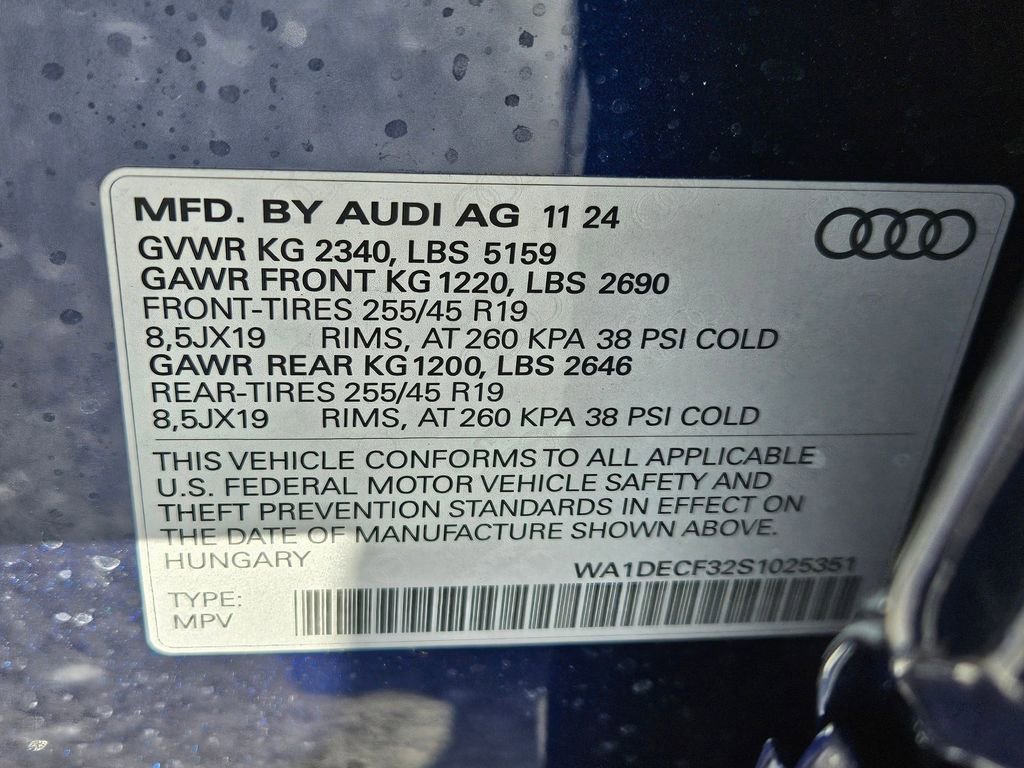 MFD. BY AUDI AG 11 24
GVWR KG 2340, LBS 5159
GAWR FRONT KG 1220, LBS 2690
FRONT-TIRES 255/45 R19
8,5JX19 RIMS, AT 260 KPA 38 PSI COLD
GAWR REAR KG 1200, LBS 2646
REAR-TIRES 255/45 R19
8,5JX19 RIMS, AT 260 KPA 38 PSI COLD
THIS VEHICLE CONFORMS TO ALL APPLICABLE
U.S. FEDERAL MOTOR VEHICLE SAFETY AND
THEFT PREVENTION STANDARDS IN EFFECT ON
THE DATE OF MANUFACTURE SHOWN ABOVE.
HUNGARY
WA1DECF32S1025351
TYPE:
MPV